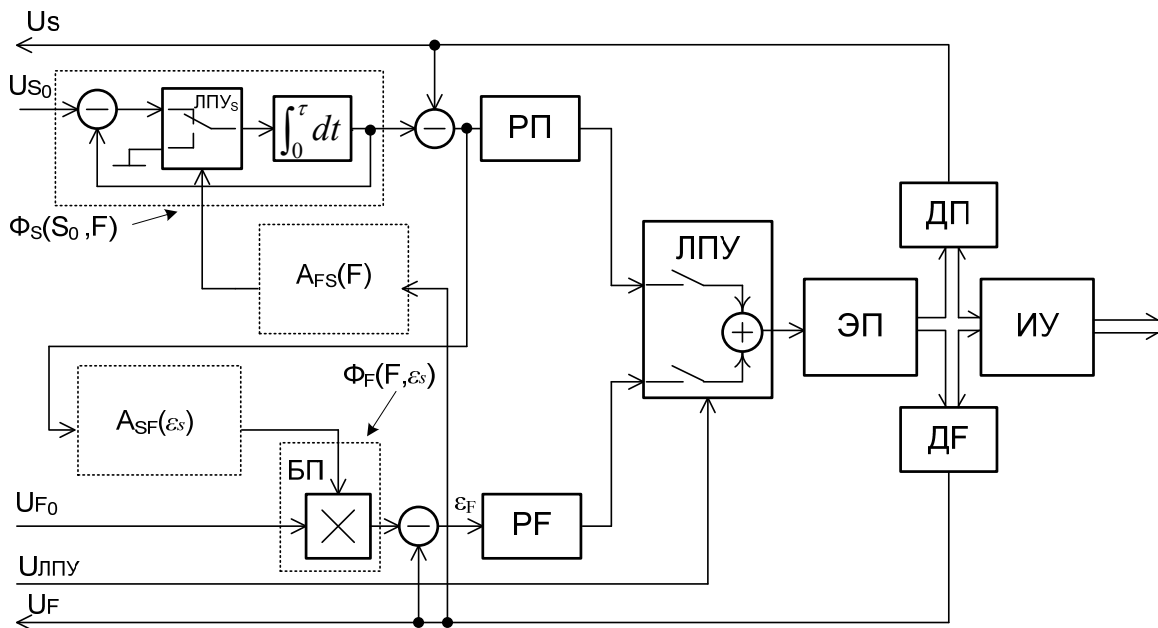 Us
Us₀
ЛПУs
∫₀^τ dt
РП
Φs(S₀,F)
AFS(F)
ДП
ЛПУ
ЭП
ИУ
ΦF(F,εs)
ASF(εs)
ДF
БП
UF₀
εF
РF
UЛПУ
UF